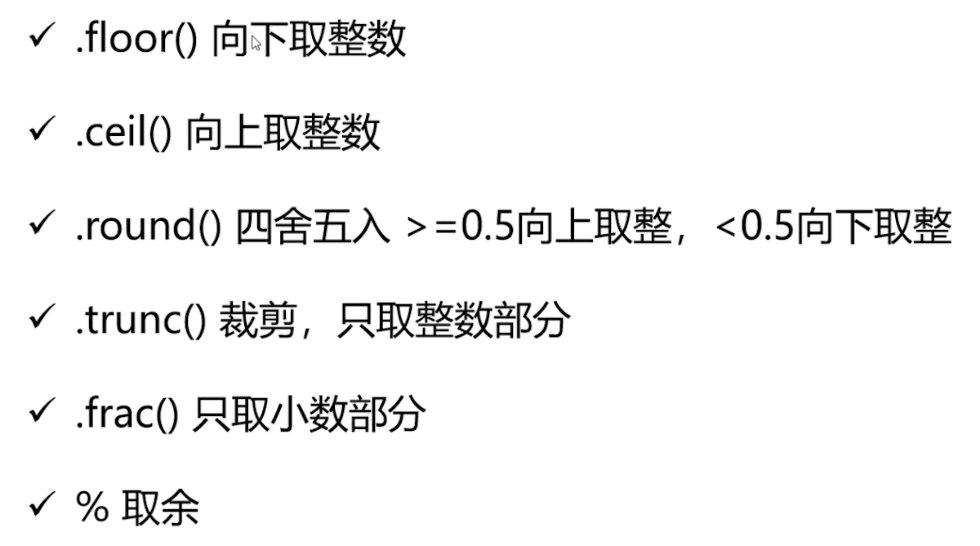 ✓ .floor() 向下取整数
✓ .ceil() 向上取整数
✓ .round() 四舍五入 >=0.5向上取整，<0.5向下取整
✓ .trunc() 裁剪，只取整数部分
✓ .frac() 只取小数部分
✓ % 取余